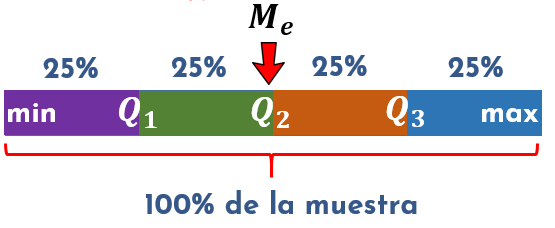 Me
25% 25% 25% 25%
min Q1 Q2 Q3 max
100% de la muestra